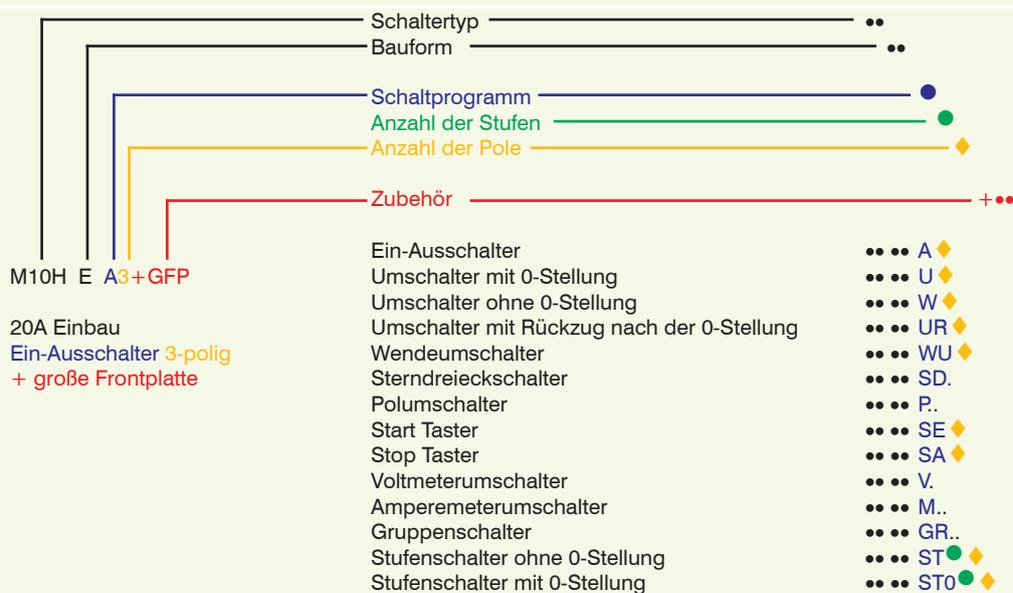 Schaltertyp ••
Bauform ••
Schaltprogramm
Anzahl der Stufen
Anzahl der Pole
Zubehör +••
M10H E A3+GFP
20A Einbau
Ein-Ausschalter 3-polig
+ große Frontplatte
Ein-Ausschalter •• •• A
Umschalter mit 0-Stellung •• •• U
Umschalter ohne 0-Stellung •• •• W
Umschalter mit Rückzug nach der 0-Stellung •• •• UR
Wendeumschalter •• •• WU
Sterndreieckschalter •• •• SD.
Polumschalter •• •• P..
Start Taster •• •• SE
Stop Taster •• •• SA
Voltmeterumschalter •• •• V.
Amperemeterumschalter •• •• M..
Gruppenschalter •• •• GR..
Stufenschalter ohne 0-Stellung •• •• ST
Stufenschalter mit 0-Stellung •• •• ST0